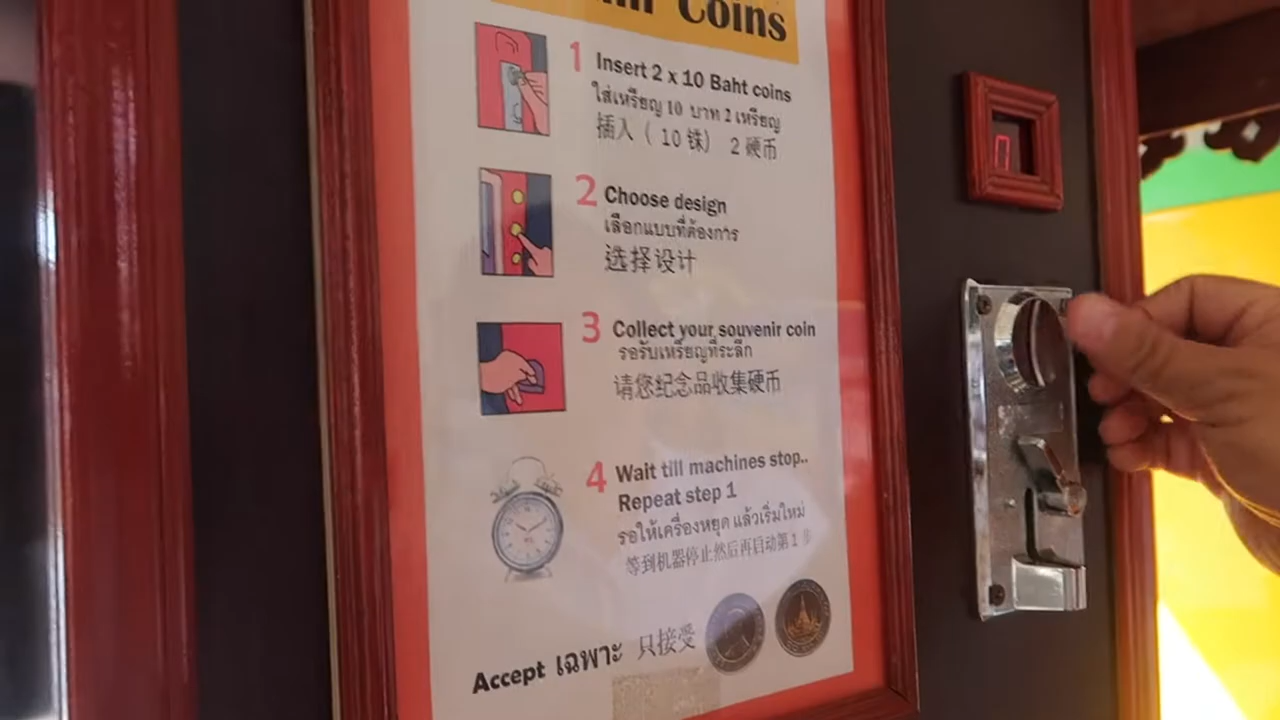 Coins
1 Insert 2 x 10 Baht coins
ใส่เหรียญ 10 บาท 2 เหรียญ
插入（ 10 铢） 2 硬币
2 Choose design
เลือกแบบที่ต้องการ
选择设计
3 Collect your souvenir coin
รอรับเหรียญที่ระลึก
请您纪念品收集硬币
4 Wait till machines stop..
Repeat step 1
รอให้เครื่องหยุด แล้วเริ่มใหม่
等到机器停止然后再启动第 1 步
Accept เฉพาะ 只接受
0